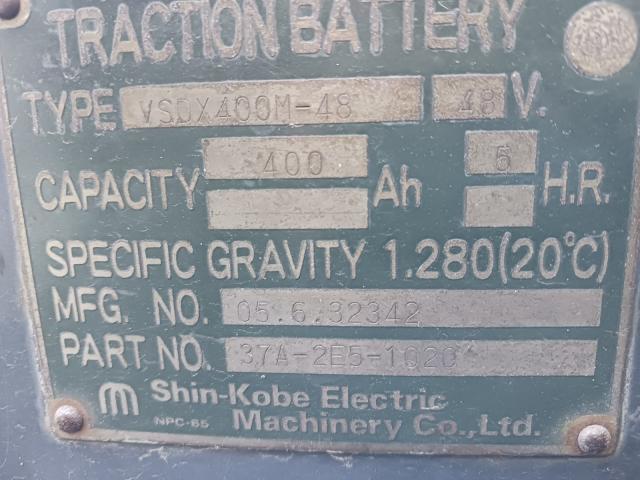 TRACTION BATTERY
TYPE VSDX400M-48 48 V.
CAPACITY 400 Ah 5 H.R.
SPECIFIC GRAVITY 1.280(20°C)
MFG. NO. 05.6.32342
PART NO. 37A-2E5-1020
Shin-Kobe Electric
Machinery Co.,Ltd.
NPC-65